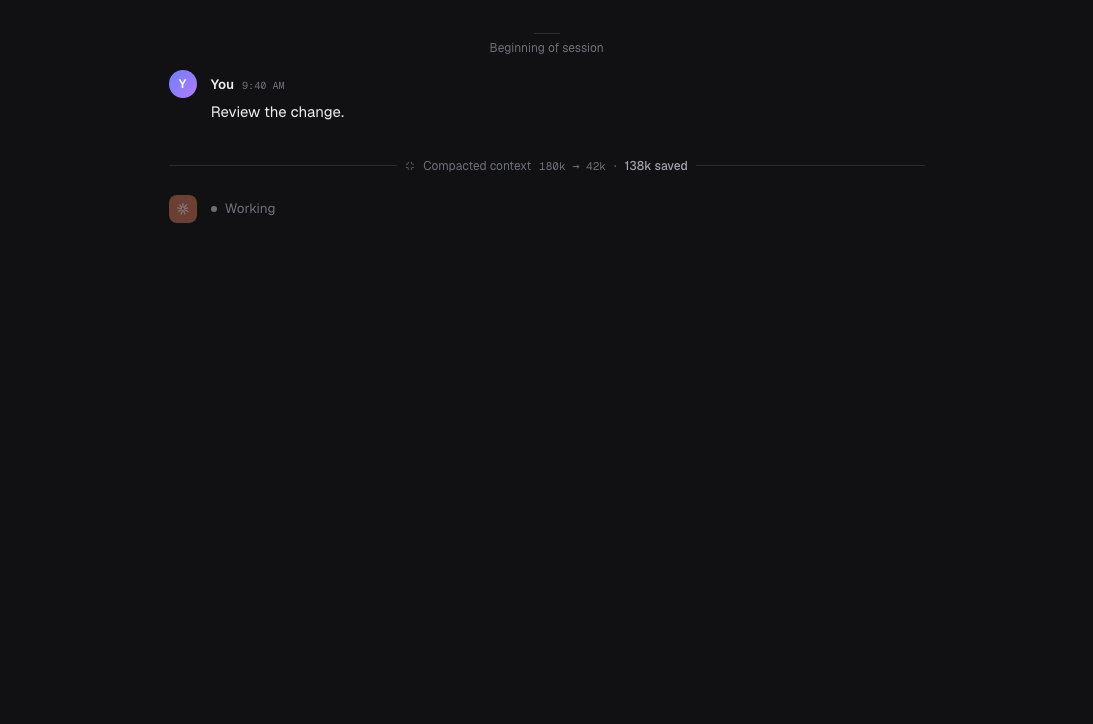 Beginning of session
Y
You 9:40 AM
Review the change.
Compacted context 180k → 42k · 138k saved
Working